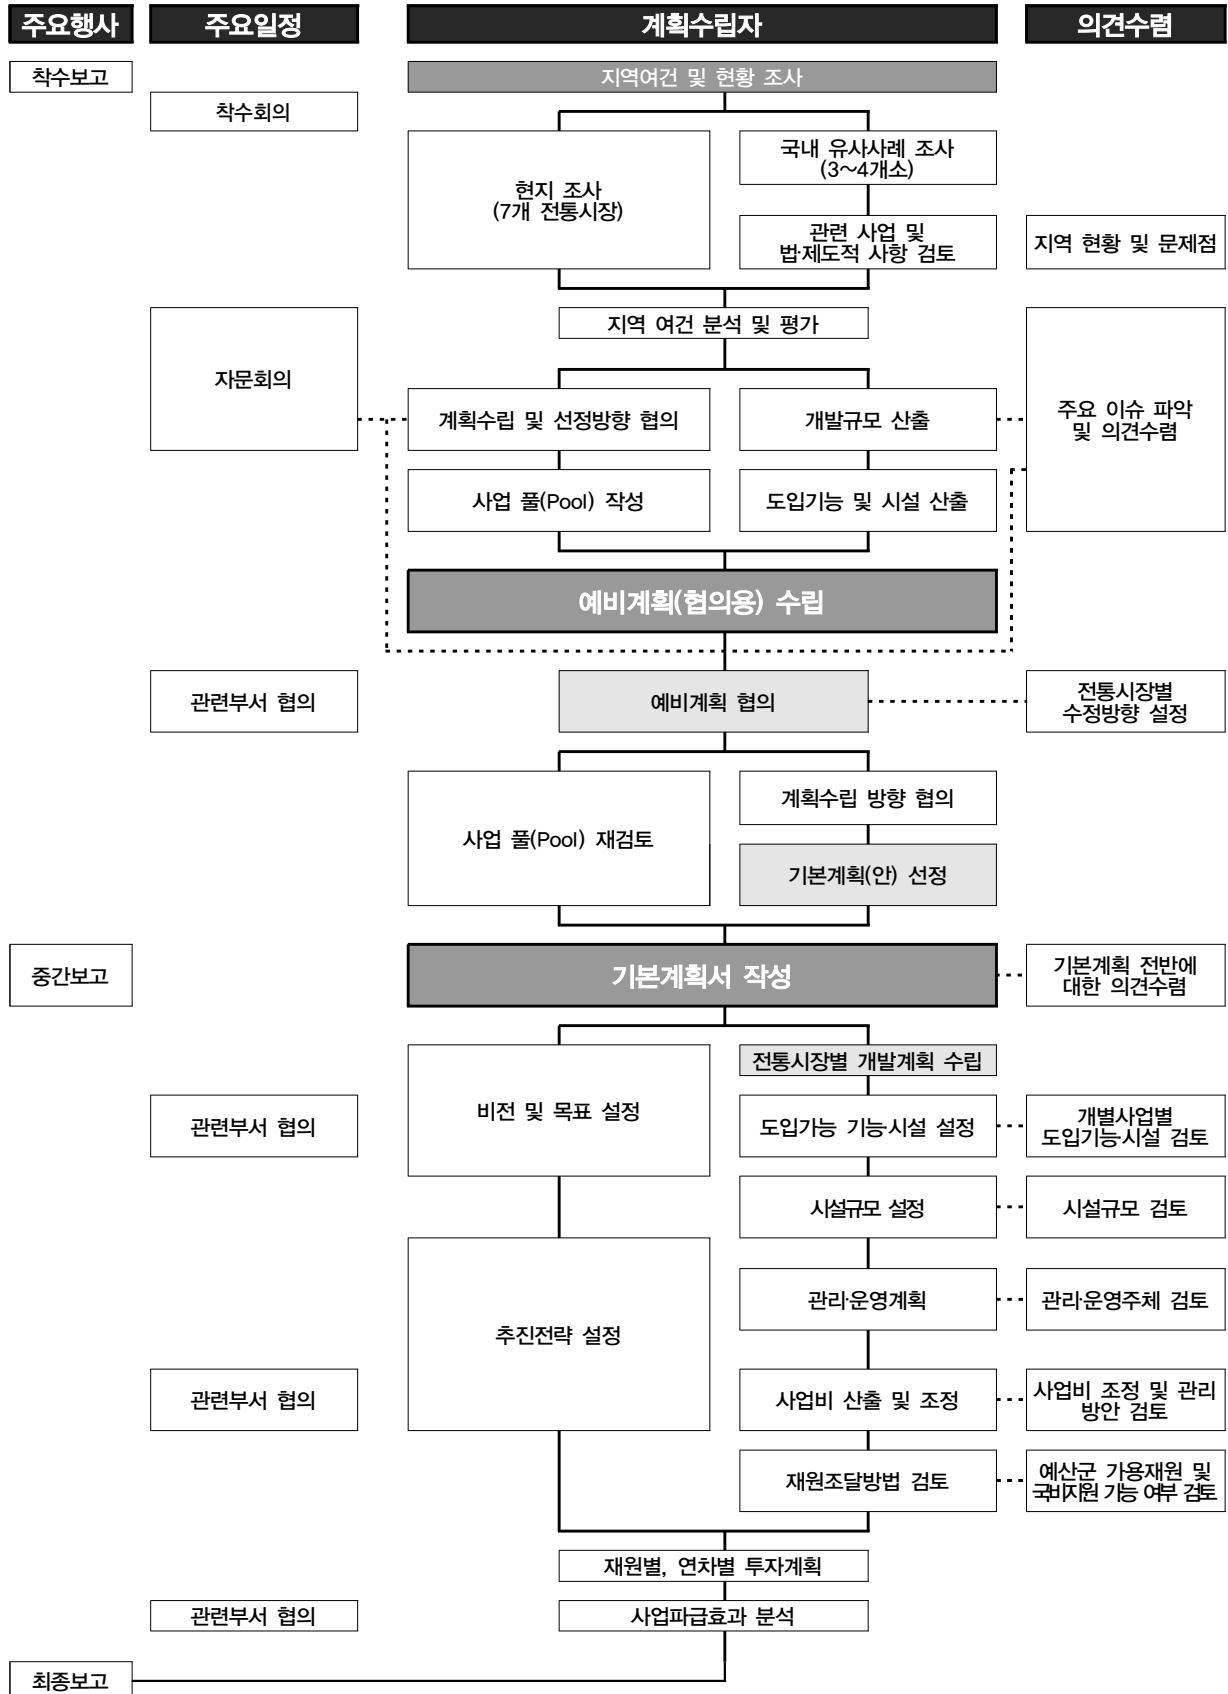 주요행사
주요일정
계획수립자
의견수렴
착수보고
지역여건 및 현황 조사
착수회의
현지 조사
(7개 전통시장)
국내 유사사례 조사
(3~4개소)
관련 사업 및
법·제도적 사항 검토
지역 현황 및 문제점
지역 여건 분석 및 평가
자문회의
계획수립 및 선정방향 협의
개발규모 산출
주요 이슈 파악
및 의견수렴
사업 풀(Pool) 작성
도입기능 및 시설 산출
예비계획(협의용) 수립
관련부서 협의
예비계획 협의
전통시장별
수정방향 설정
사업 풀(Pool) 재검토
계획수립 방향 협의
기본계획(안) 선정
중간보고
기본계획서 작성
기본계획 전반에
대한 의견수렴
비전 및 목표 설정
전통시장별 개발계획 수립
관련부서 협의
도입가능 기능·시설 설정
개별사업별
도입기능·시설 검토
시설규모 설정
시설규모 검토
추진전략 설정
관리·운영계획
관리·운영주체 검토
관련부서 협의
사업비 산출 및 조정
사업비 조정 및 관리
방안 검토
재원조달방법 검토
예산군 가용재원 및
국비지원 가능 여부 검토
재원별, 연차별 투자계획
관련부서 협의
사업파급효과 분석
최종보고